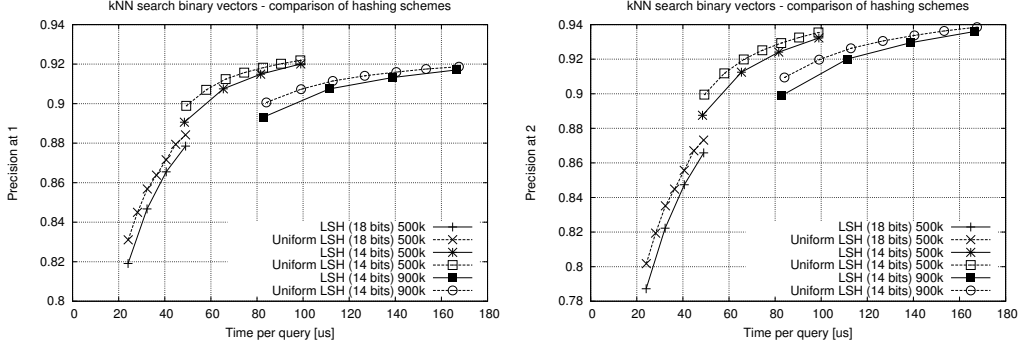 kNN search binary vectors - comparison of hashing schemes
0.94
0.92
0.9
0.88
0.86
0.84
0.82
0.8
Precision at 1
LSH (18 bits) 500k
Uniform LSH (18 bits) 500k
LSH (14 bits) 500k
Uniform LSH (14 bits) 500k
LSH (14 bits) 900k
Uniform LSH (14 bits) 900k
0 20 40 60 80 100 120 140 160 180
Time per query [us]
kNN search binary vectors - comparison of hashing schemes
0.94
0.92
0.9
0.88
0.86
0.84
0.82
0.8
0.78
Precision at 2
LSH (18 bits) 500k
Uniform LSH (18 bits) 500k
LSH (14 bits) 500k
Uniform LSH (14 bits) 500k
LSH (14 bits) 900k
Uniform LSH (14 bits) 900k
0 20 40 60 80 100 120 140 160 180
Time per query [us]